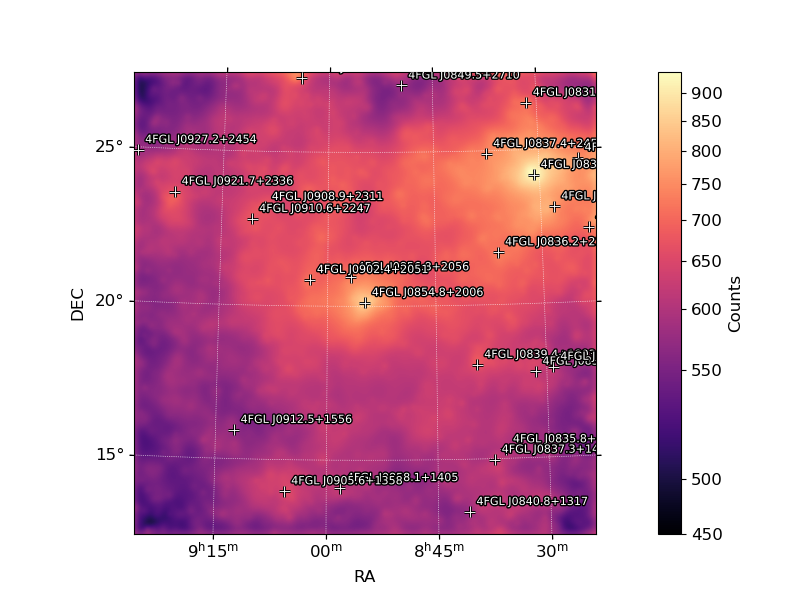 4FGL J0849.5+2710
4FGL J0831
4FGL J0927.2+2454
4FGL J0837.4+24
4FGL J083
4FGL J0921.7+2336
4FGL J0908.9+2311
4FGL J
4FGL J0910.6+2247
4FGL J0836.2+2
4FGL J0902.4+2051
+2056
4FGL J0854.8+2006
4FGL J0839.4
4FGL J0912.5+1556
4FGL J0835.8+
4FGL J0837.3+14
4FGL J0905.6+1358
8.1+1405
4FGL J0840.8+1317
25°
20°
15°
9h15m
00m
8h45m
30m
RA
DEC
900
850
800
750
700
650
600
550
500
450
Counts